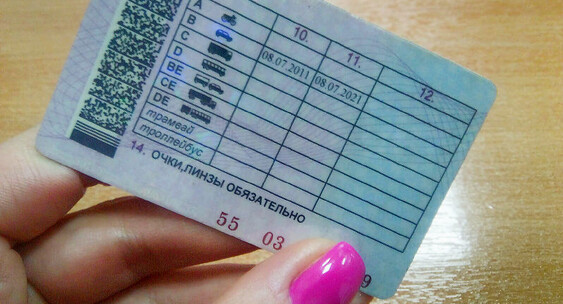 10. 11. 12.
A
B 08.07.2011 08.07.2021
C
D
BE
CE
DE
трамвай
троллейбус
14. ОЧКИ,ЛИНЗЫ ОБЯЗАТЕЛЬНО
55 03
9